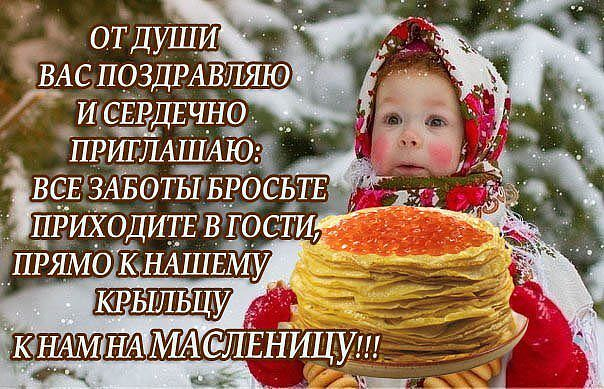 ОТ ДУШИ
ВАС ПОЗДРАВЛЯЮ
И СЕРДЕЧНО
ПРИГЛАШАЮ:
ВСЕ ЗАБОТЫ БРОСЬТЕ
ПРИХОДИТЕ В ГОСТИ,
ПРЯМО К НАШЕМУ
КРЫЛЬЦУ
К НАМ НА МАСЛЕНИЦУ!!!